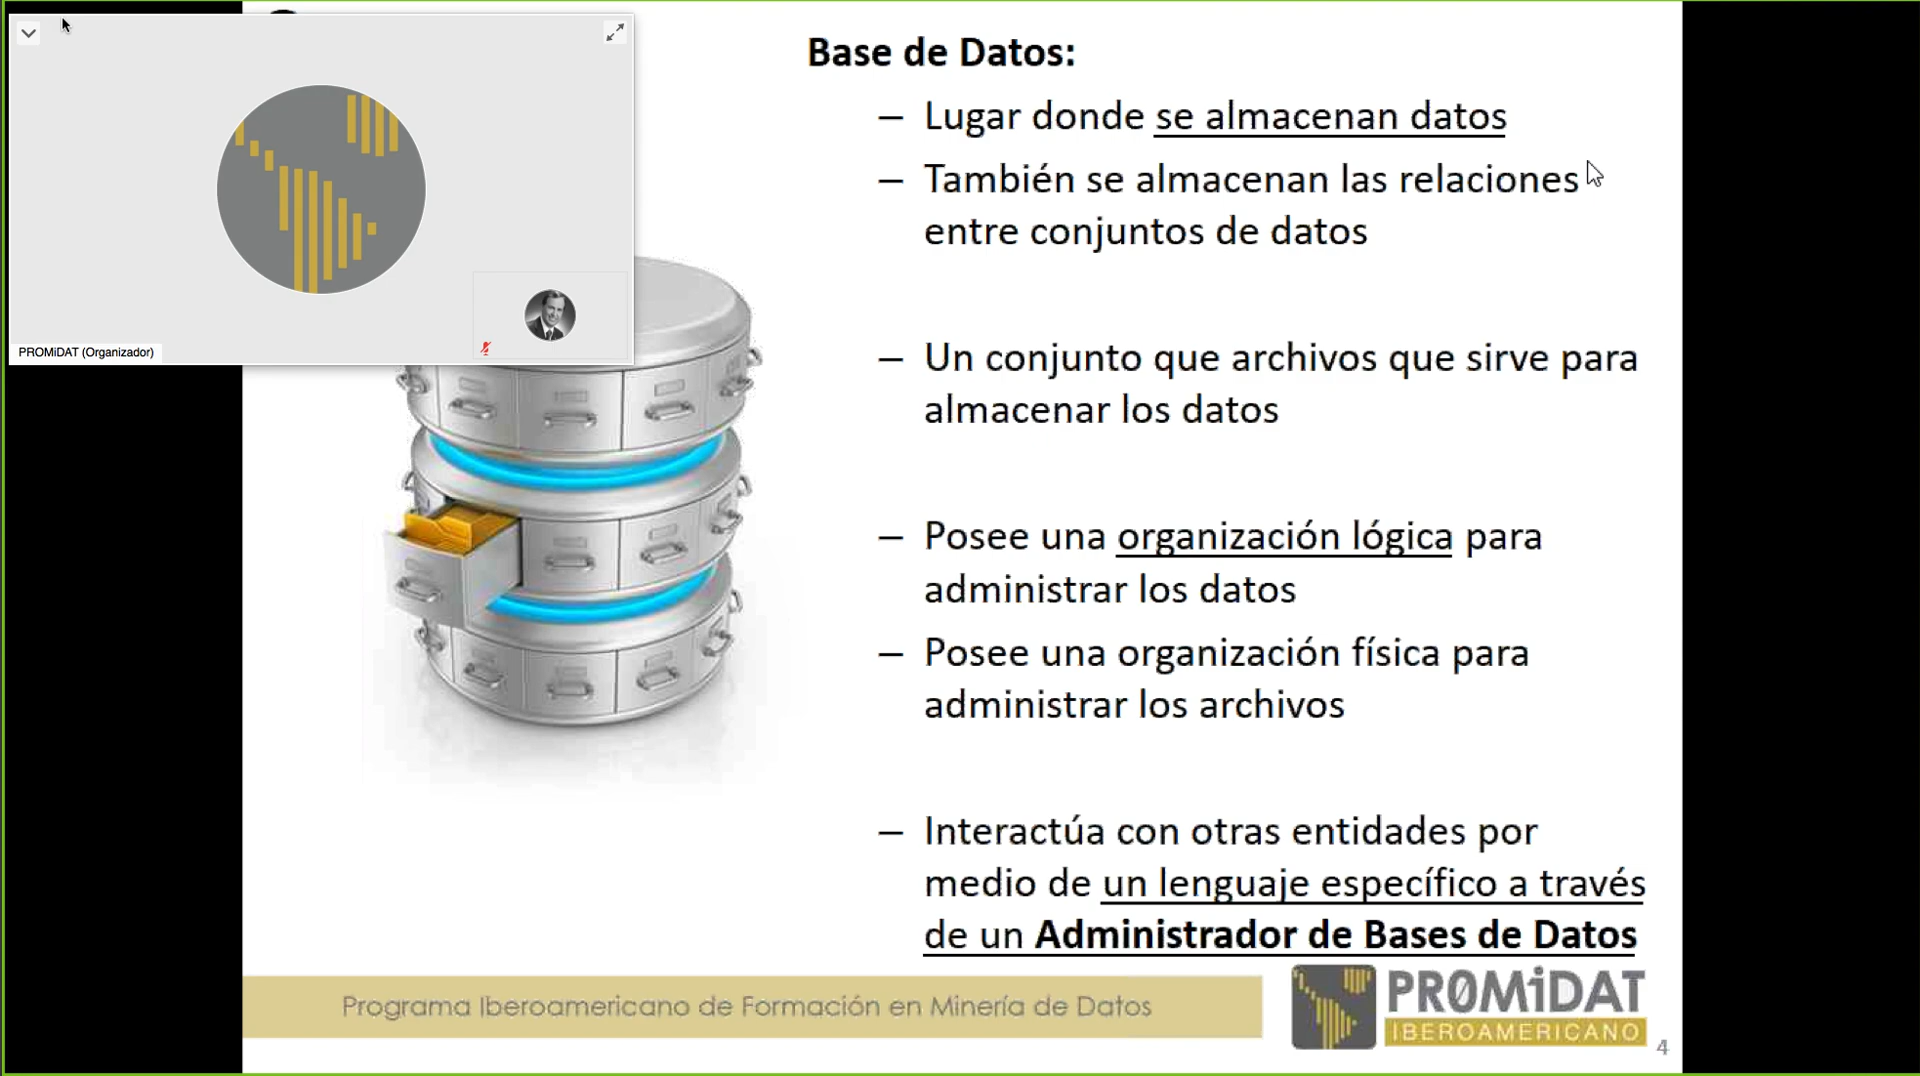 Base de Datos:
– Lugar donde se almacenan datos
– También se almacenan las relaciones
entre conjuntos de datos
– Un conjunto que archivos que sirve para
almacenar los datos
– Posee una organización lógica para
administrar los datos
– Posee una organización física para
administrar los archivos
– Interactúa con otras entidades por
medio de un lenguaje específico a través
de un Administrador de Bases de Datos
PROMiDAT (Organizador)
Programa Iberoamericano de Formación en Minería de Datos
PROMiDAT
IBEROAMERICANO
4